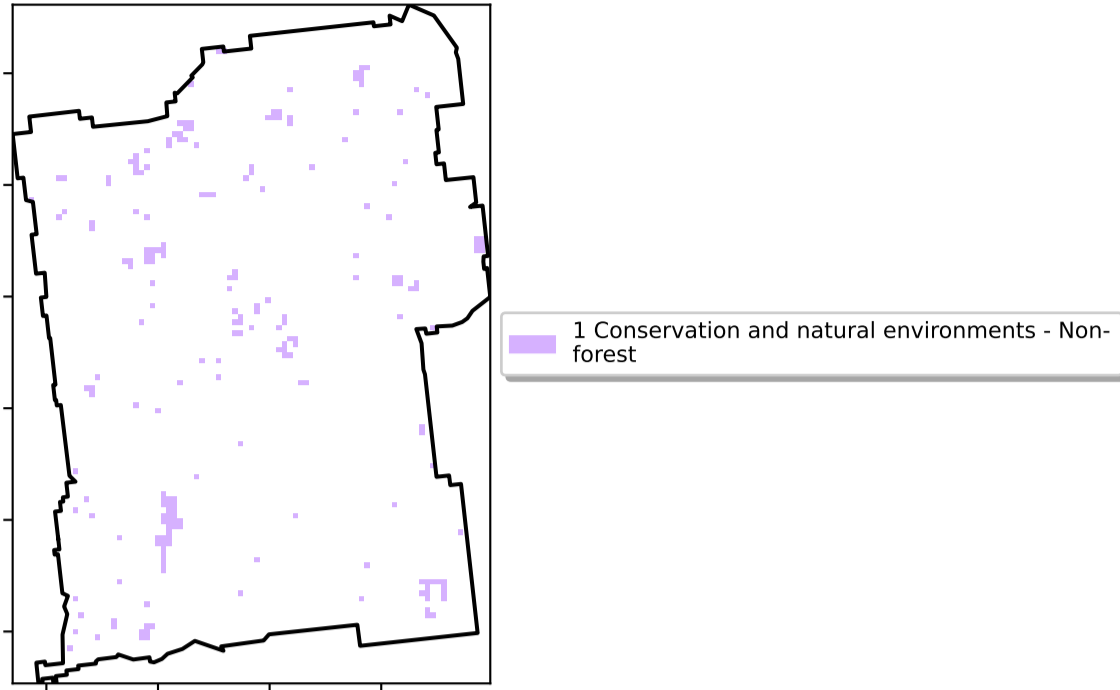 1 Conservation and natural environments - Non-
forest